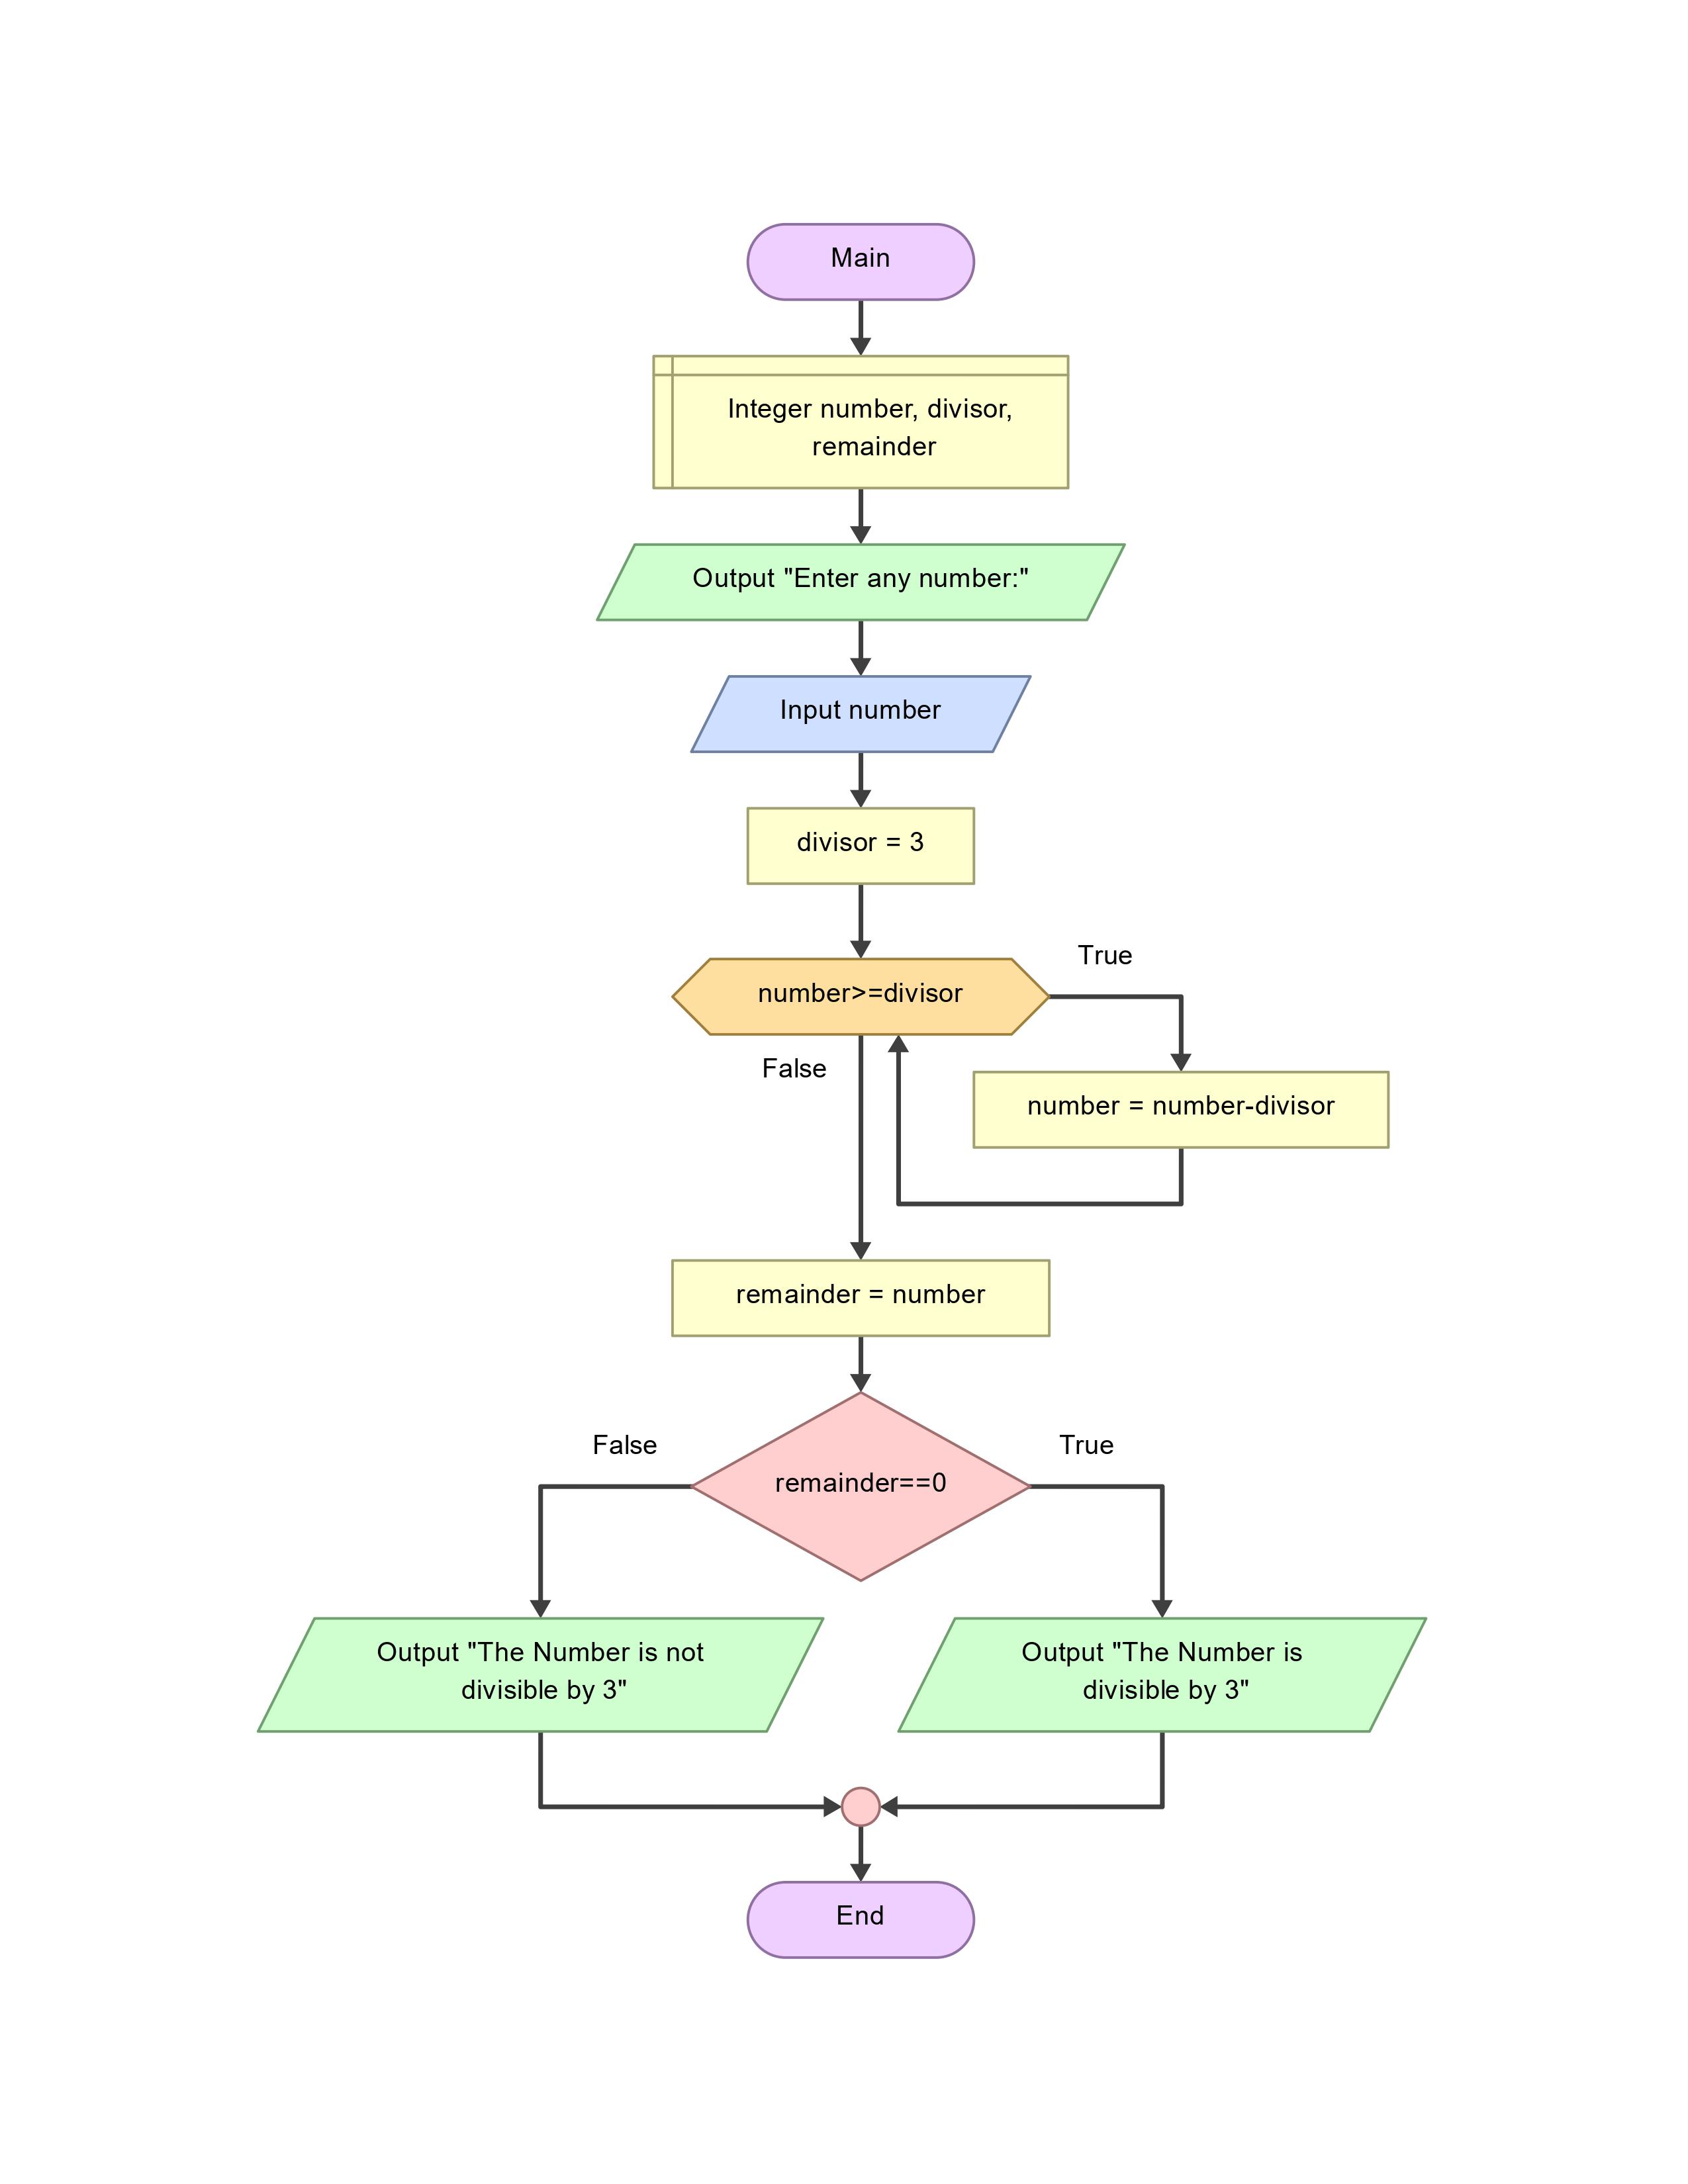 Main
Integer number, divisor,
remainder
Output "Enter any number:"
Input number
divisor = 3
number>=divisor
True
False
number = number-divisor
remainder = number
remainder==0
False
True
Output "The Number is not
divisible by 3"
Output "The Number is
divisible by 3"
End